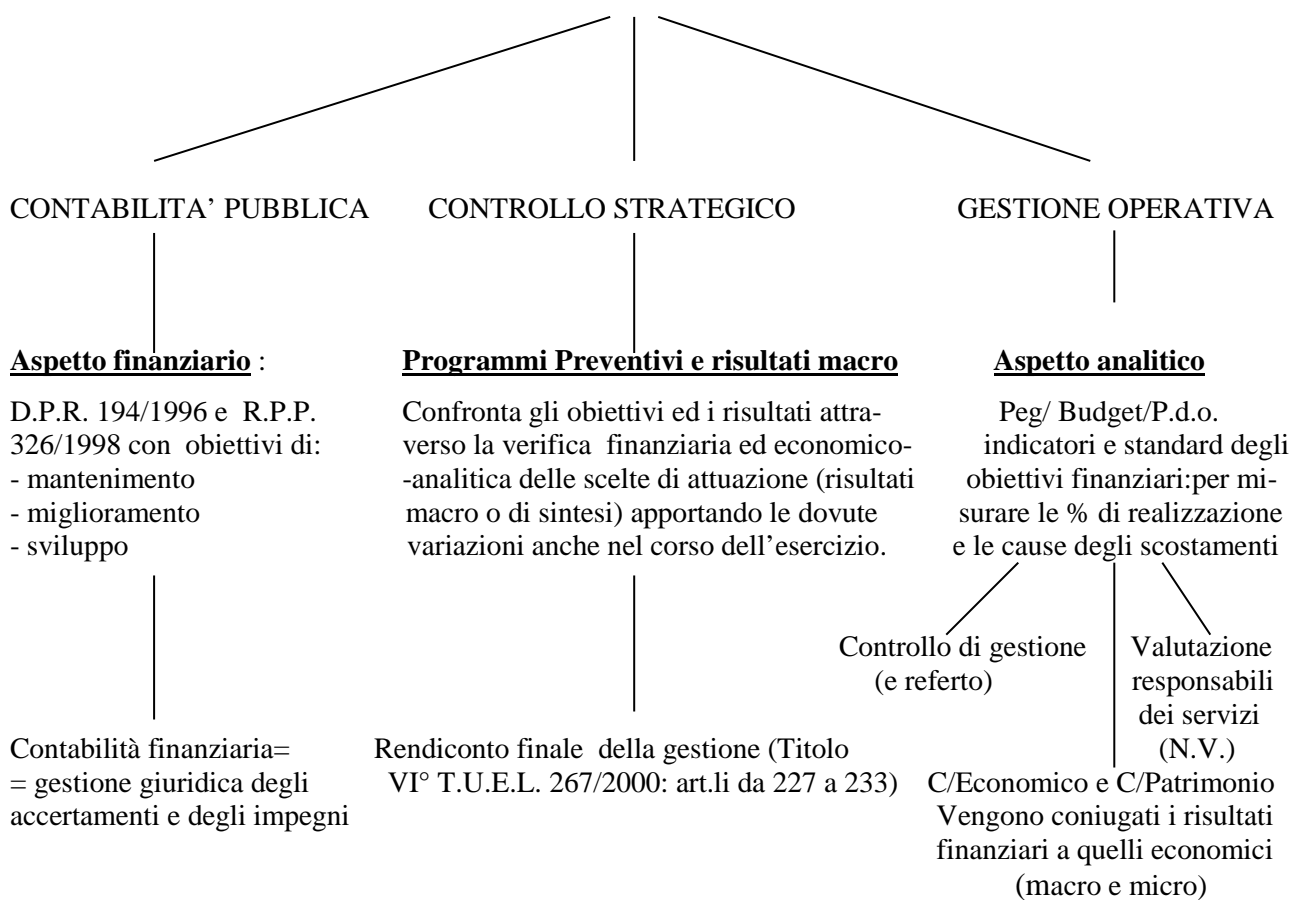 CONTABILITA’ PUBBLICA
CONTROLLO STRATEGICO
GESTIONE OPERATIVA
Aspetto finanziario :
D.P.R. 194/1996 e R.P.P.
326/1998 con obiettivi di:
- mantenimento
- miglioramento
- sviluppo
Contabilità finanziaria=
= gestione giuridica degli
accertamenti e degli impegni
Programmi Preventivi e risultati macro
Confronta gli obiettivi ed i risultati attra-
verso la verifica finanziaria ed economico-
-analitica delle scelte di attuazione (risultati
macro o di sintesi) apportando le dovute
variazioni anche nel corso dell’esercizio.
Rendiconto finale della gestione (Titolo
VI° T.U.E.L. 267/2000: art.li da 227 a 233)
Aspetto analitico
Peg/ Budget/P.d.o.
indicatori e standard degli
obiettivi finanziari:per mi-
surare le % di realizzazione
e le cause degli scostamenti
Controllo di gestione
(e referto)
Valutazione
responsabili
dei servizi
(N.V.)
C/Economico e C/Patrimonio
Vengono coniugati i risultati
finanziari a quelli economici
(macro e micro)